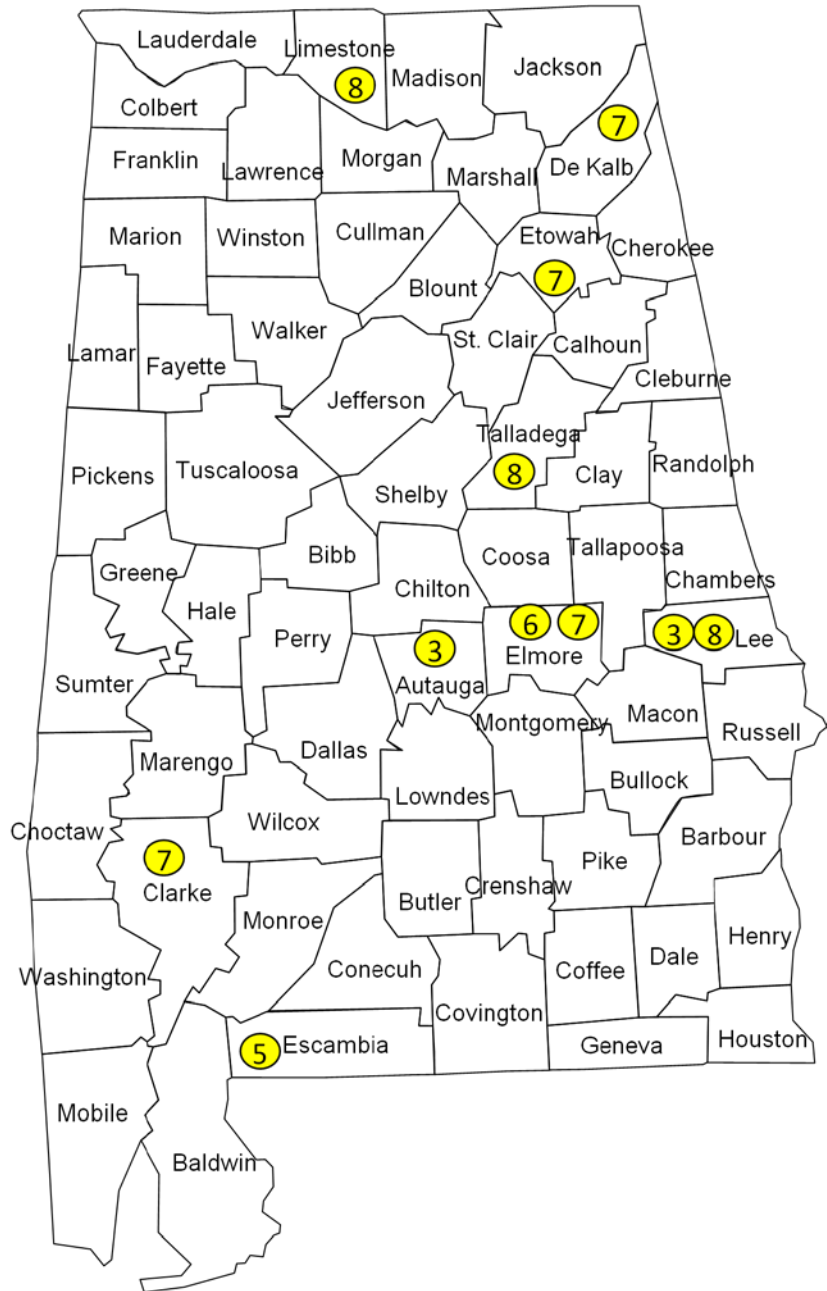 Lauderdale
Limestone
8
Madison
Jackson
Colbert
7
Franklin
Lawrence
Morgan
Marshall
De Kalb
Marion
Winston
Cullman
Etowah
7
Cherokee
Blount
Lamar
Fayette
Walker
St. Clair
Calhoun
Cleburne
Jefferson
Talladega
8
Pickens
Tuscaloosa
Shelby
Clay
Randolph
Greene
Hale
Bibb
Chilton
Coosa
Tallapoosa
Chambers
Sumter
Perry
3
Autauga
6 7
Elmore
3 8 Lee
Marengo
Dallas
Lowndes
Montgomery
Macon
Russell
Bullock
Choctaw
7
Clarke
Wilcox
Butler
Crenshaw
Pike
Barbour
Washington
Monroe
Conecuh
Covington
Coffee
Dale
Henry
5 Escambia
Geneva
Houston
Mobile
Baldwin